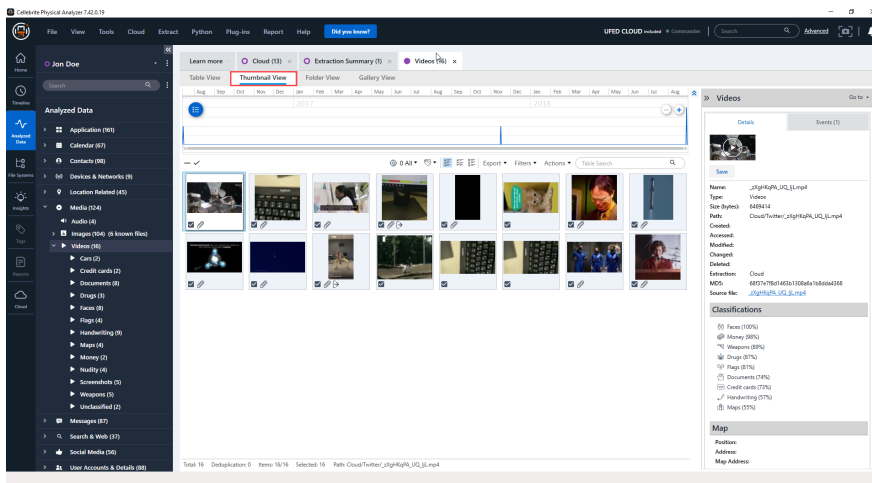 Cellebrite Physical Analyzer 7.42.0.19
File View Tools Cloud Extract Python Plug-ins Report Help Did you know?
UFED CLOUD included Commander Search Advanced
Home
Timeline
Analyzed Data
File Systems
Insights
Tags
Reports
Cloud
Jon Doe
Search
Analyzed Data
Application (161)
Calendar (67)
Contacts (98)
Devices & Networks (9)
Location Related (45)
Media (124)
Audio (4)
Images (104) (6 known files)
Videos (16)
Cars (2)
Credit cards (2)
Documents (8)
Drugs (3)
Faces (8)
Flags (4)
Handwriting (9)
Maps (4)
Money (2)
Nudity (4)
Screenshots (5)
Weapons (5)
Unclassified (2)
Messages (87)
Search & Web (37)
Social Media (56)
User Accounts & Details (88)
Learn more Cloud (13) × Extraction Summary (1) × Videos (16) ×
Table View Thumbnail View Folder View Gallery View
Aug Sep Oct Nov Dec Jan Feb Mar Apr May Jun Jul Aug Sep Oct Nov Dec Jan Feb Mar Apr May Jun Jul Aug
2017 2018
0 All Export Filters Actions Table Search
Total: 16 Deduplication: 0 Items: 16/16 Selected: 16 Path: Cloud/Twitter/_zXgHKqPA_UQ_IjL.mp4
Videos Go to
Details Events (1)
Save
Name: _zXgHKqPA_UQ_IjL.mp4
Type: Videos
Size (bytes): 6469414
Path: Cloud/Twitter/_zXgHKqPA_UQ_IjL.mp4
Created:
Accessed:
Modified:
Changed:
Deleted:
Extraction: Cloud
MD5:
Source file: _zXgHKqPA_UQ_IjL.mp4
Classifications
Faces (100%)
Money (98%)
Weapons (88%)
Drugs (87%)
Flags (81%)
Documents (74%)
Credit cards (73%)
Handwriting (57%)
Maps (55%)
Map
Position:
Address:
Map Address: